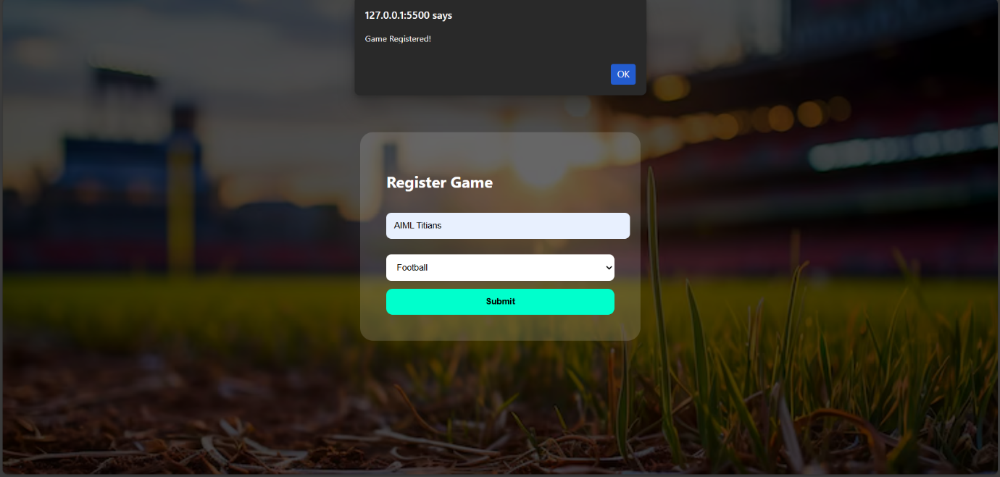 127.0.0.1:5500 says
Game Registered!
OK
Register Game
AIML Titians
Football
Submit